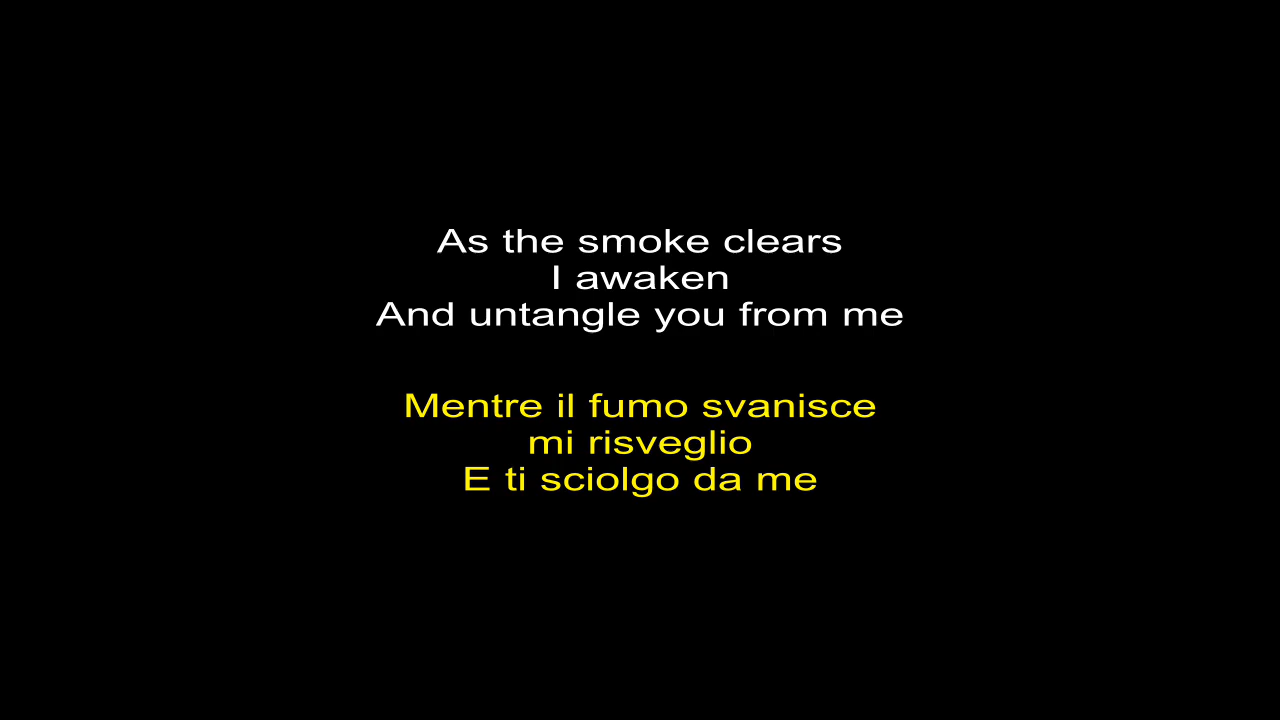 As the smoke clears
I awaken
And untangle you from me
Mentre il fumo svanisce
mi risveglio
E ti sciolgo da me